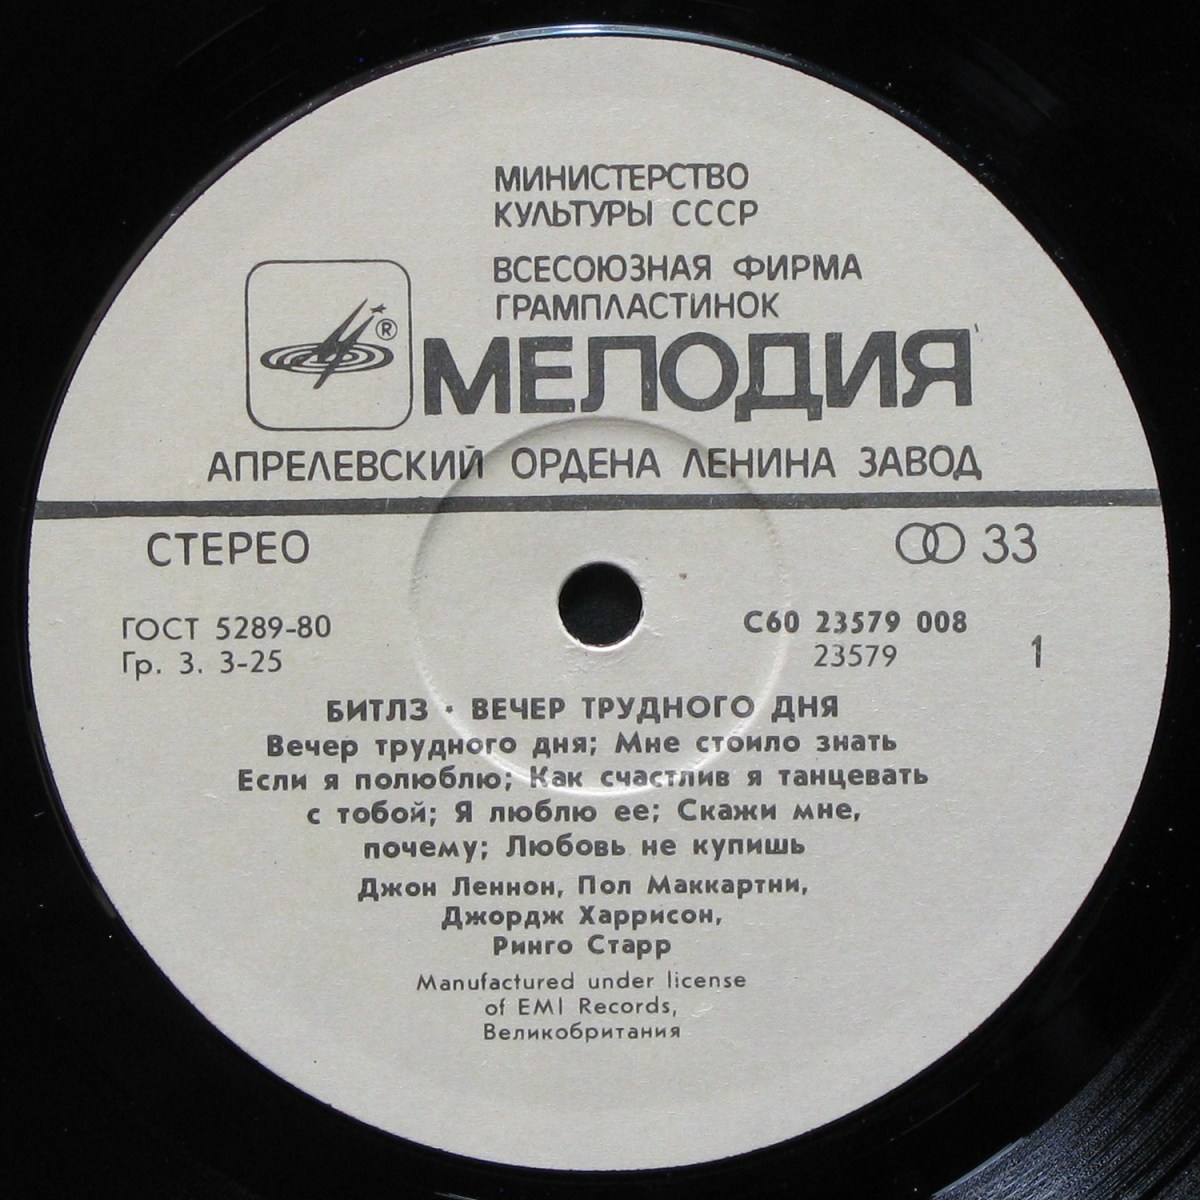 МИНИСТЕРСТВО
КУЛЬТУРЫ СССР
ВСЕСОЮЗНАЯ ФИРМА
ГРАМПЛАСТИНОК
®
МЕЛОДИЯ
АПРЕЛЕВСКИЙ ОРДЕНА ЛЕНИНА ЗАВОД
СТЕРЕО 33
ГОСТ 5289-80 С60 23579 008
Гр. 3. 3-25 23579 1
БИТЛЗ · ВЕЧЕР ТРУДНОГО ДНЯ
Вечер трудного дня; Мне стоило знать
Если я полюблю; Как счастлив я танцевать
с тобой; Я люблю ее; Скажи мне,
почему; Любовь не купишь
Джон Леннон, Пол Маккартни,
Джордж Харрисон,
Ринго Старр
Manufactured under license
of EMI Records,
Великобритания